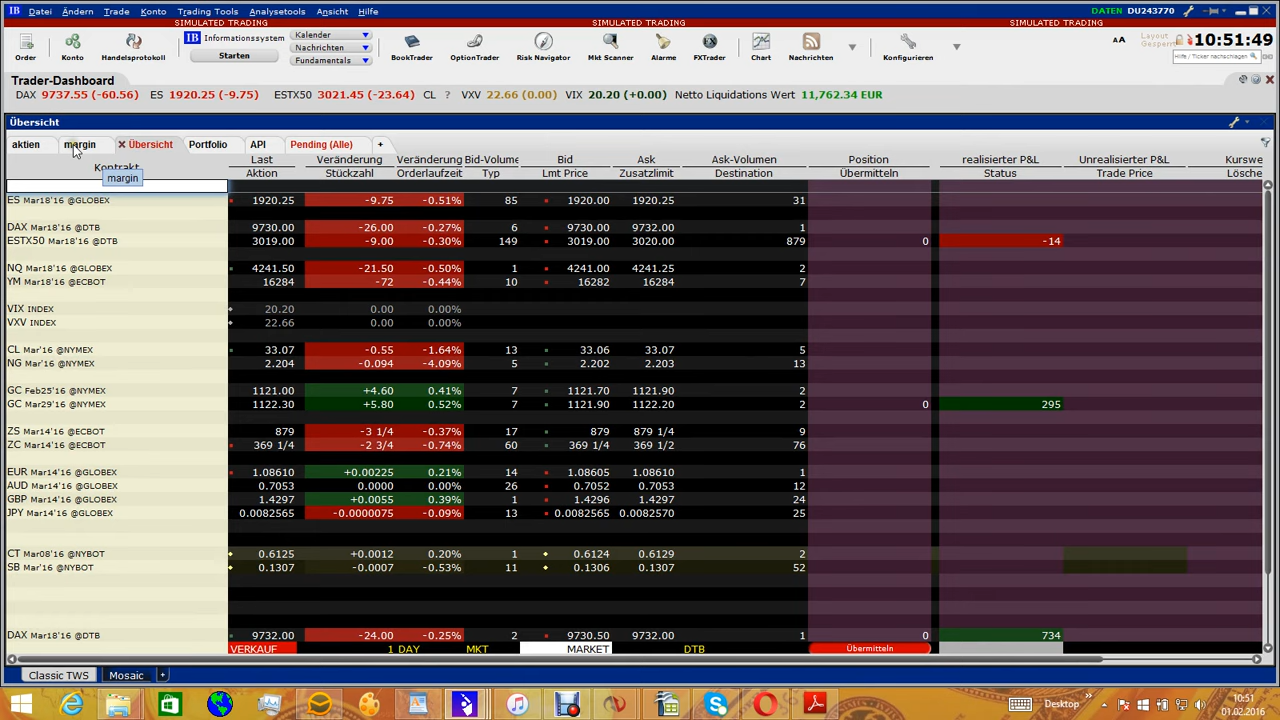 IB Datei Ändern Trade Konto Trading Tools Analysetools Ansicht Hilfe DATEN DU243770
SIMULATED TRADING SIMULATED TRADING SIMULATED TRADING
Order Konto Handelsprotokoll IB Informationssystem Starten Kalender Nachrichten Fundamentals BookTrader OptionTrader Risk Navigator Mkt Scanner Alarme FX FXTrader Chart Nachrichten Konfigurieren AA Layout Gesperrt 10:51:49
Hilfe / Ticker nachschlagen
Trader-Dashboard
DAX 9737.55 (-60.56) ES 1920.25 (-9.75) ESTX50 3021.45 (-23.64) CL ? VXV 22.66 (0.00) VIX 20.20 (+0.00) Netto Liquidations Wert 11,762.34 EUR
Übersicht
aktien margin Übersicht Portfolio API Pending (Alle) +
Kontrakt Last Veränderung Veränderung Bid-Volume Bid Ask Ask-Volumen Position realisierter P&L Unrealisierter P&L Kurswe
Aktion Stückzahl Orderlaufzeit Typ Lmt Price Zusatzlimit Destination Übermitteln Status Trade Price Lösche
margin
ES Mar18'16 @GLOBEX 1920.25 -9.75 -0.51% 85 1920.00 1920.25 31
DAX Mar18'16 @DTB 9730.00 -26.00 -0.27% 6 9730.00 9732.00 1
ESTX50 Mar18'16 @DTB 3019.00 -9.00 -0.30% 149 3019.00 3020.00 879 0 -14
NQ Mar18'16 @GLOBEX 4241.50 -21.50 -0.50% 1 4241.00 4241.25 2
YM Mar18'16 @ECBOT 16284 -72 -0.44% 10 16282 16284 7
VIX INDEX 20.20 0.00 0.00%
VXV INDEX 22.66 0.00 0.00%
CL Mar'16 @NYMEX 33.07 -0.55 -1.64% 13 33.06 33.07 5
NG Mar'16 @NYMEX 2.204 -0.094 -4.09% 5 2.202 2.203 13
GC Feb25'16 @NYMEX 1121.00 +4.60 0.41% 7 1121.70 1121.90 2
GC Mar29'16 @NYMEX 1122.30 +5.80 0.52% 7 1121.90 1122.20 2 0 295
ZS Mar14'16 @ECBOT 879 -3 1/4 -0.37% 17 879 879 1/4 9
ZC Mar14'16 @ECBOT 369 1/4 -2 3/4 -0.74% 60 369 1/4 369 1/2 76
EUR Mar14'16 @GLOBEX 1.08610 +0.00225 0.21% 14 1.08605 1.08610 1
AUD Mar14'16 @GLOBEX 0.7053 0.0000 0.00% 26 0.7052 0.7053 12
GBP Mar14'16 @GLOBEX 1.4297 +0.0055 0.39% 1 1.4296 1.4297 24
JPY Mar14'16 @GLOBEX 0.0082565 -0.0000075 -0.09% 13 0.0082565 0.0082570 25
CT Mar08'16 @NYBOT 0.6125 +0.0012 0.20% 1 0.6124 0.6129 2
SB Mar'16 @NYBOT 0.1307 -0.0007 -0.53% 11 0.1306 0.1307 52
DAX Mar18'16 @DTB 9732.00 -24.00 -0.25% 2 9730.50 9732.00 1 0 734
VERKAUF 1 DAY MKT MARKET DTB Übermitteln
Classic TWS Mosaic +
Desktop 10:51
01.02.2016